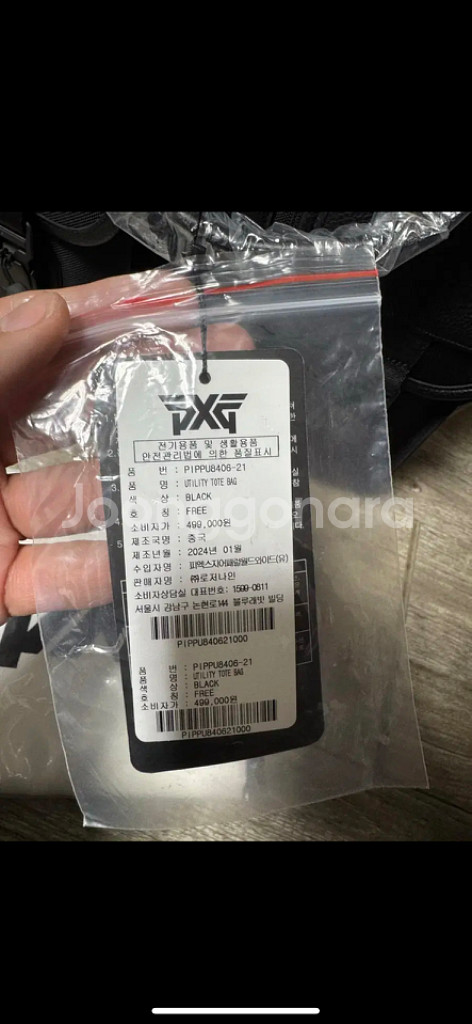 PXG
전기용품 및 생활용품
안전관리법에 의한 품질표시
품 번 : PIPPU8406-21
품 명 : UTILITY TOTE BAG
색 상 : BLACK
호 칭 : FREE
소비자가 : 499,000원
제조국명 : 중국
제조년월 : 2024년 01월
수입자명 : 피엑스지어패럴월드와이드(유)
판매자명 : ㈜로저나인
소비자상담실 대표번호: 1599-0811
서울시 강남구 논현로144 블루래빗 빌딩
PIPPU840621000
품 번 : PIPPU8406-21
품 명 : UTILITY TOTE BAG
색 상 : BLACK
호 칭 : FREE
소비자가 : 499,000원
PIPPU840621000
Joonggonara